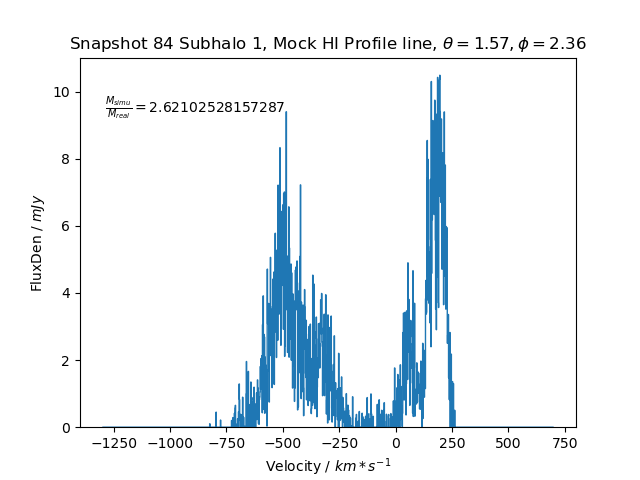 Snapshot 84 Subhalo 1, Mock HI Profile line, θ = 1.57, ϕ = 2.36
M_simu/M_real = 2.62102528157287
FluxDen / mJy
10
8
6
4
2
0
−1250 −1000 −750 −500 −250 0 250 500 750
Velocity / km * s^−1